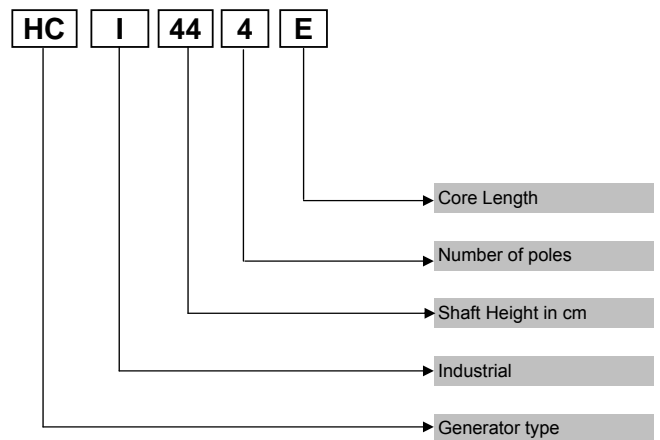 HC I 44 4 E
Core Length
Number of poles
Shaft Height in cm
Industrial
Generator type